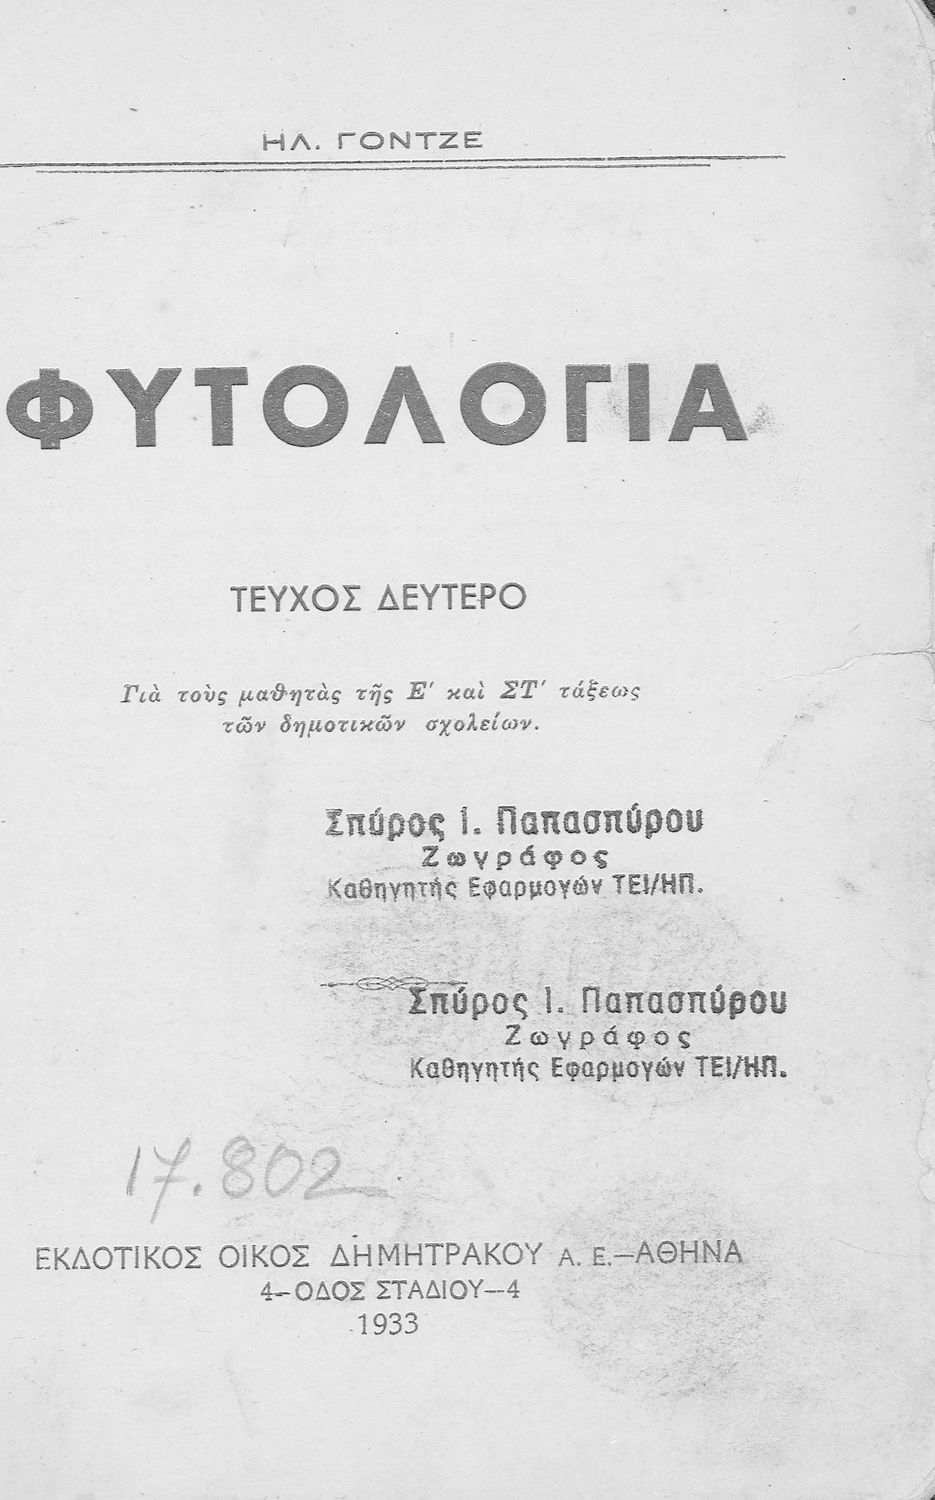 ΗΛ. ΓΟΝΤΖΕ
ΦΥΤΟΛΟΓΙΑ
ΤΕΥΧΟΣ ΔΕΥΤΕΡΟ
Γιὰ τοὺς μαθητὰς τῆς Ε′ καὶ ΣΤ′ τάξεως
τῶν δημοτικῶν σχολείων.
Σπύρος Ι. Παπασπύρου
Ζωγράφος
Καθηγητής Εφαρμογών ΤΕΙ/ΗΠ.
Σπύρος Ι. Παπασπύρου
Ζωγράφος
Καθηγητής Εφαρμογών ΤΕΙ/ΗΠ.
17.802
ΕΚΔΟΤΙΚΟΣ ΟΙΚΟΣ ΔΗΜΗΤΡΑΚΟΥ Α. Ε.—ΑΘΗΝΑ
4—ΟΔΟΣ ΣΤΑΔΙΟΥ—4
1933